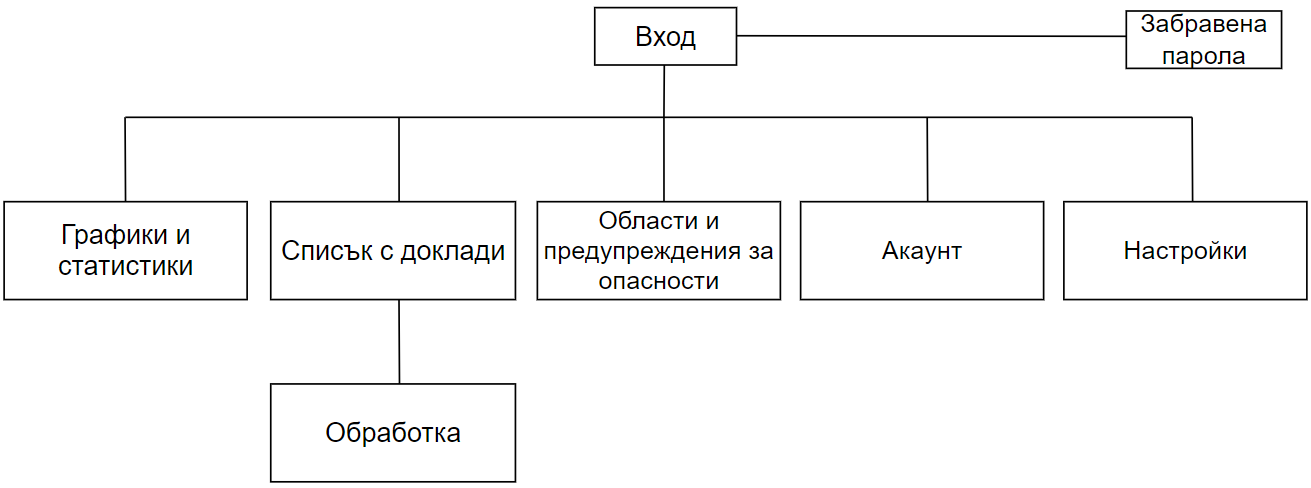 Вход
Забравена
парола
Графики и
статистики
Списък с доклади
Области и
предупреждения за
опасности
Акаунт
Настройки
Обработка